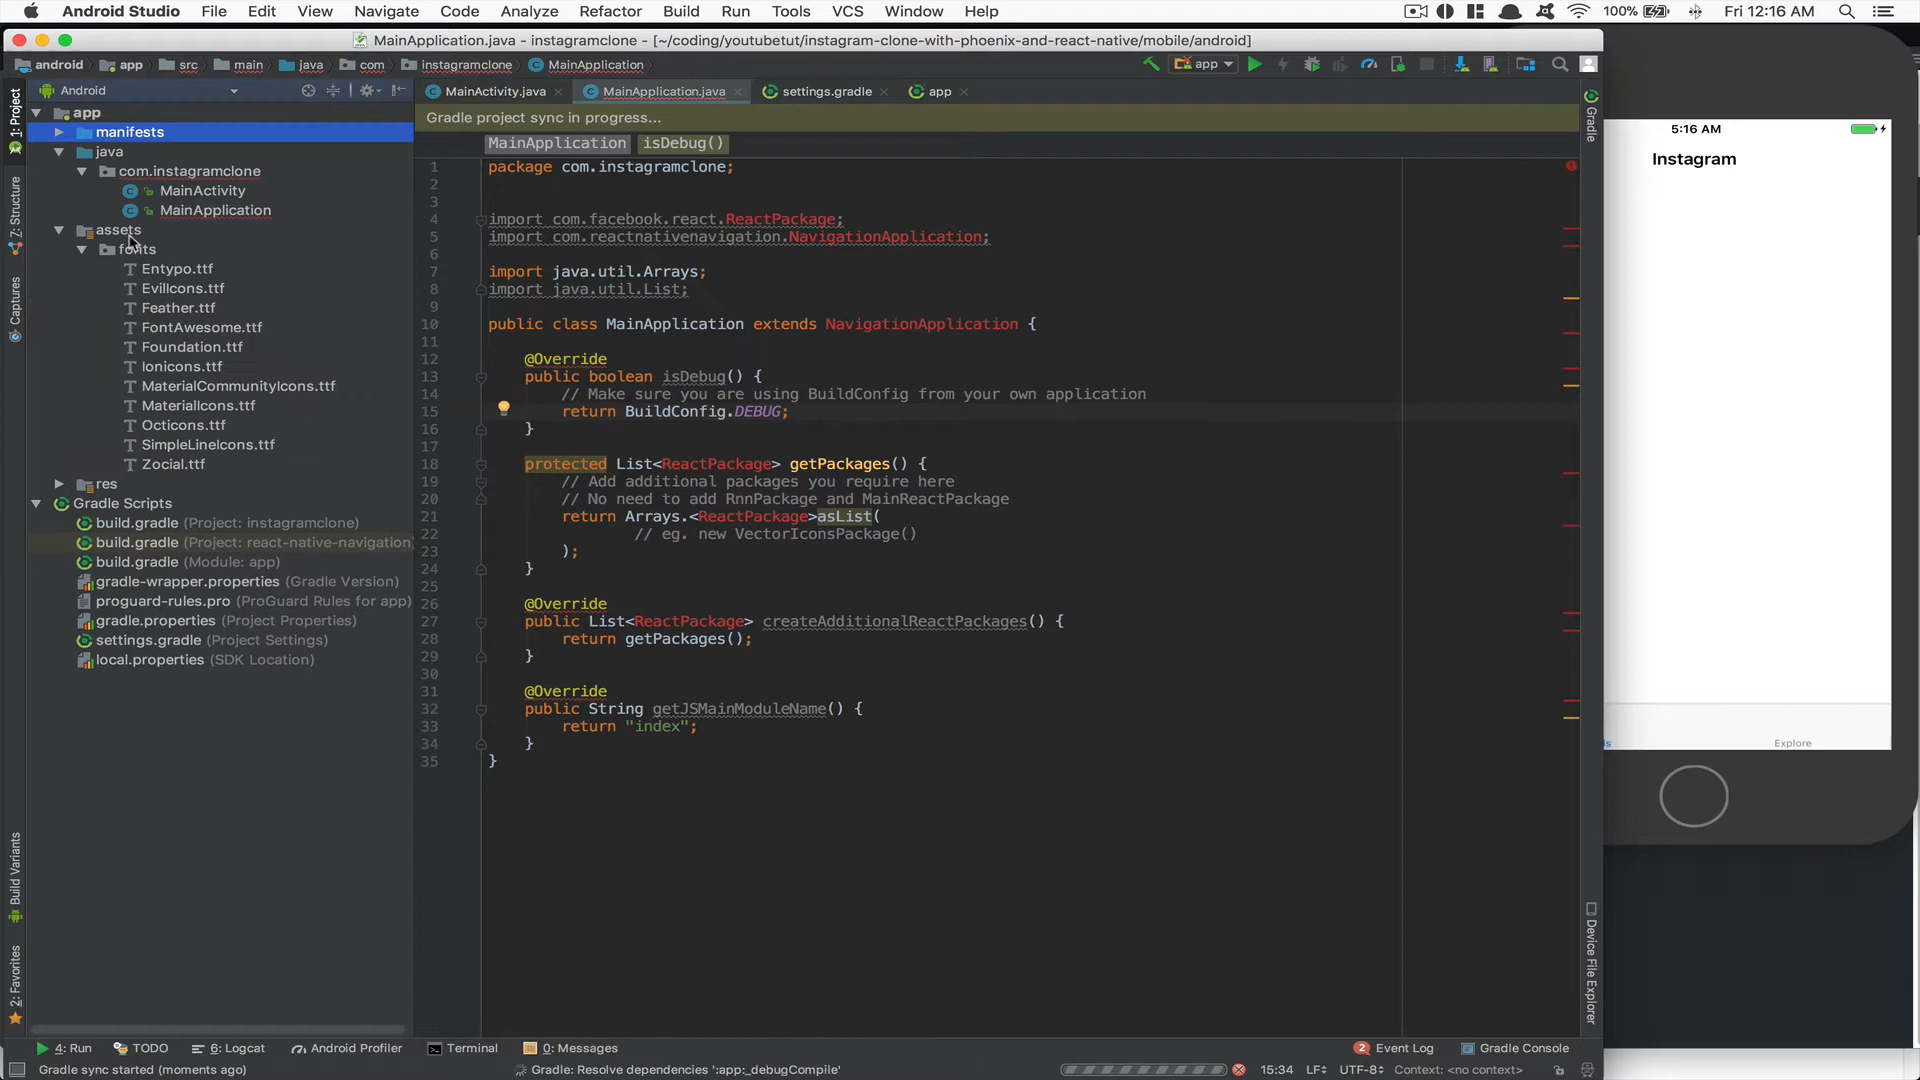 Android Studio File Edit View Navigate Code Analyze Refactor Build Run Tools VCS Window Help 100% Fri 12:16 AM
MainApplication.java - instagramclone - [~/coding/youtubetut/instagram-clone-with-phoenix-and-react-native/mobile/android]
android app src main java com instagramclone MainApplication app
Android MainActivity.java MainApplication.java settings.gradle app
Gradle project sync in progress...
MainApplication isDebug()
1: Project
7: Structure
Captures
Build Variants
2: Favorites
app
manifests
java
com.instagramclone
MainActivity
MainApplication
assets
fonts
Entypo.ttf
EvilIcons.ttf
Feather.ttf
FontAwesome.ttf
Foundation.ttf
Ionicons.ttf
MaterialCommunityIcons.ttf
MaterialIcons.ttf
Octicons.ttf
SimpleLineIcons.ttf
Zocial.ttf
res
Gradle Scripts
build.gradle (Project: instagramclone)
build.gradle (Project: react-native-navigation)
build.gradle (Module: app)
gradle-wrapper.properties (Gradle Version)
proguard-rules.pro (ProGuard Rules for app)
gradle.properties (Project Properties)
settings.gradle (Project Settings)
local.properties (SDK Location)
1 package com.instagramclone;
2
3
4 import com.facebook.react.ReactPackage;
5 import com.reactnativenavigation.NavigationApplication;
6
7 import java.util.Arrays;
8 import java.util.List;
9
10 public class MainApplication extends NavigationApplication {
11
12 @Override
13 public boolean isDebug() {
14 // Make sure you are using BuildConfig from your own application
15 return BuildConfig.DEBUG;
16 }
17
18 protected List<ReactPackage> getPackages() {
19 // Add additional packages you require here
20 // No need to add RnnPackage and MainReactPackage
21 return Arrays.<ReactPackage>asList(
22 // eg. new VectorIconsPackage()
23 );
24 }
25
26 @Override
27 public List<ReactPackage> createAdditionalReactPackages() {
28 return getPackages();
29 }
30
31 @Override
32 public String getJSMainModuleName() {
33 return "index";
34 }
35 }
Gradle
Device File Explorer
5:16 AM
Instagram
Explore
4: Run TODO 6: Logcat Android Profiler Terminal 0: Messages 2 Event Log Gradle Console
Gradle sync started (moments ago) Gradle: Resolve dependencies ':app:_debugCompile' 15:34 LF UTF-8 Context: <no context>